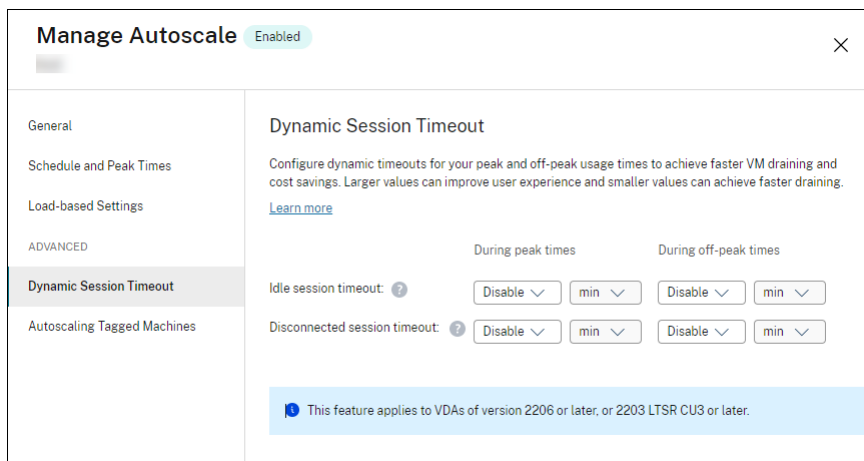 Manage Autoscale Enabled
General
Schedule and Peak Times
Load-based Settings
ADVANCED
Dynamic Session Timeout
Autoscaling Tagged Machines
Dynamic Session Timeout
Configure dynamic timeouts for your peak and off-peak usage times to achieve faster VM draining and
cost savings. Larger values can improve user experience and smaller values can achieve faster draining.
Learn more
During peak times During off-peak times
Idle session timeout: ? Disable min Disable min
Disconnected session timeout: ? Disable min Disable min
i This feature applies to VDAs of version 2206 or later, or 2203 LTSR CU3 or later.